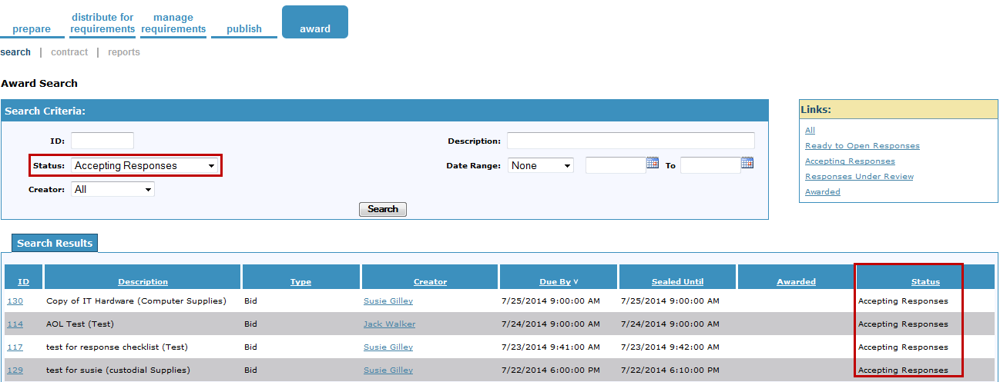 distribute for manage
prepare requirements requirements publish award
search | contract | reports
Award Search
Search Criteria:
ID: Description:
Status: Accepting Responses Date Range: None To
Creator: All
Search
Links:
All
Ready to Open Responses
Accepting Responses
Responses Under Review
Awarded
Search Results
ID Description Type Creator Due By v Sealed Until Awarded Status
130 Copy of IT Hardware (Computer Supplies) Bid Susie Gilley 7/25/2014 9:00:00 AM 7/25/2014 9:00:00 AM Accepting Responses
114 AOL Test (Test) Bid Jack Walker 7/24/2014 9:00:00 AM 7/24/2014 9:00:00 AM Accepting Responses
117 test for response checklist (Test) Bid Susie Gilley 7/23/2014 9:41:00 AM 7/23/2014 9:42:00 AM Accepting Responses
129 test for susie (custodial Supplies) Bid Susie Gilley 7/22/2014 6:00:00 PM 7/22/2014 6:10:00 PM Accepting Responses